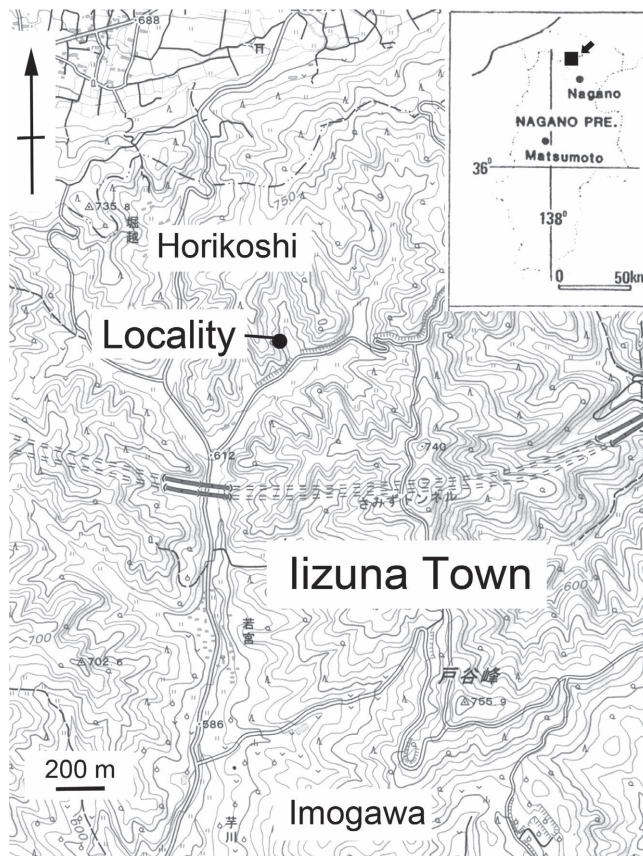 688
Nagano
NAGANO PRE.
Matsumoto
36°
138°
0 50km
735.8
750
堀越
Horikoshi
Locality
612
740
さみずトンネル
Iizuna Town
600
700
若宮
702.6
戸谷峰
755.9
586
200 m
600
Imogawa
芋川